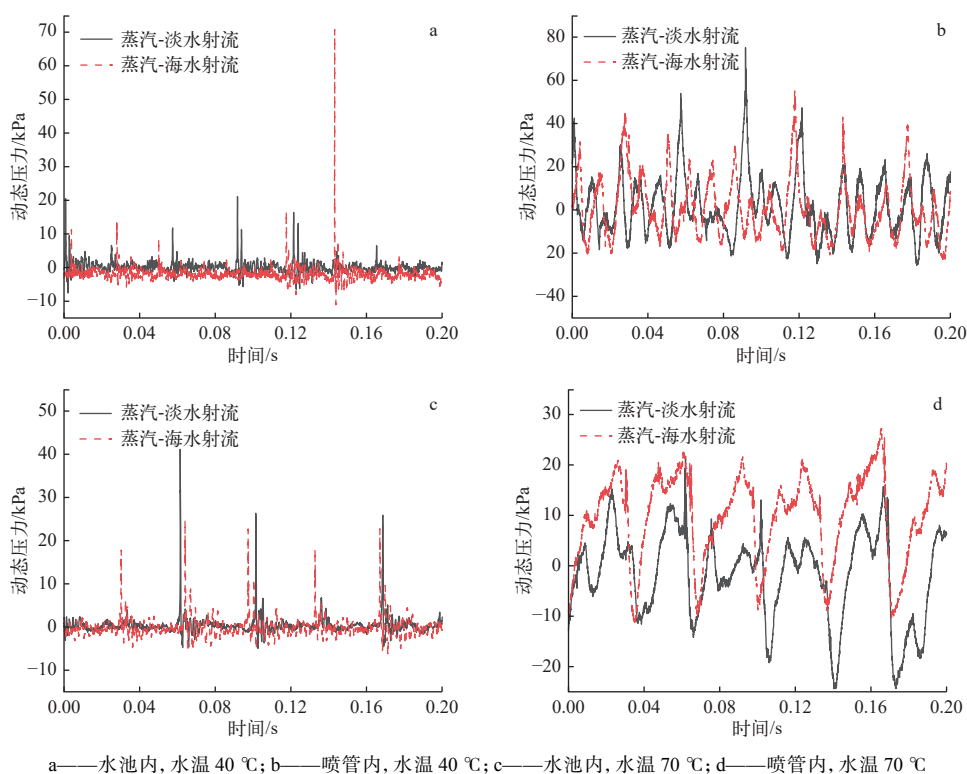 a
蒸汽-淡水射流
蒸汽-海水射流
动态压力/kPa
70
60
50
40
30
20
10
0
−10
0.00 0.04 0.08 0.12 0.16 0.20
时间/s
b
蒸汽-淡水射流
蒸汽-海水射流
动态压力/kPa
80
60
40
20
0
20
−40
0.00 0.04 0.08 0.12 0.16 0.20
时间/s
c
蒸汽-淡水射流
蒸汽-海水射流
动态压力/kPa
50
40
30
20
10
0
−10
0.00 0.04 0.08 0.12 0.16 0.20
时间/s
d
蒸汽-淡水射流
蒸汽-海水射流
动态压力/kPa
30
20
10
0
−10
−20
0.00 0.04 0.08 0.12 0.16 0.20
时间/s
a——水池内, 水温 40 ℃; b——喷管内, 水温 40 ℃; c——水池内, 水温 70 ℃; d——喷管内, 水温 70 ℃